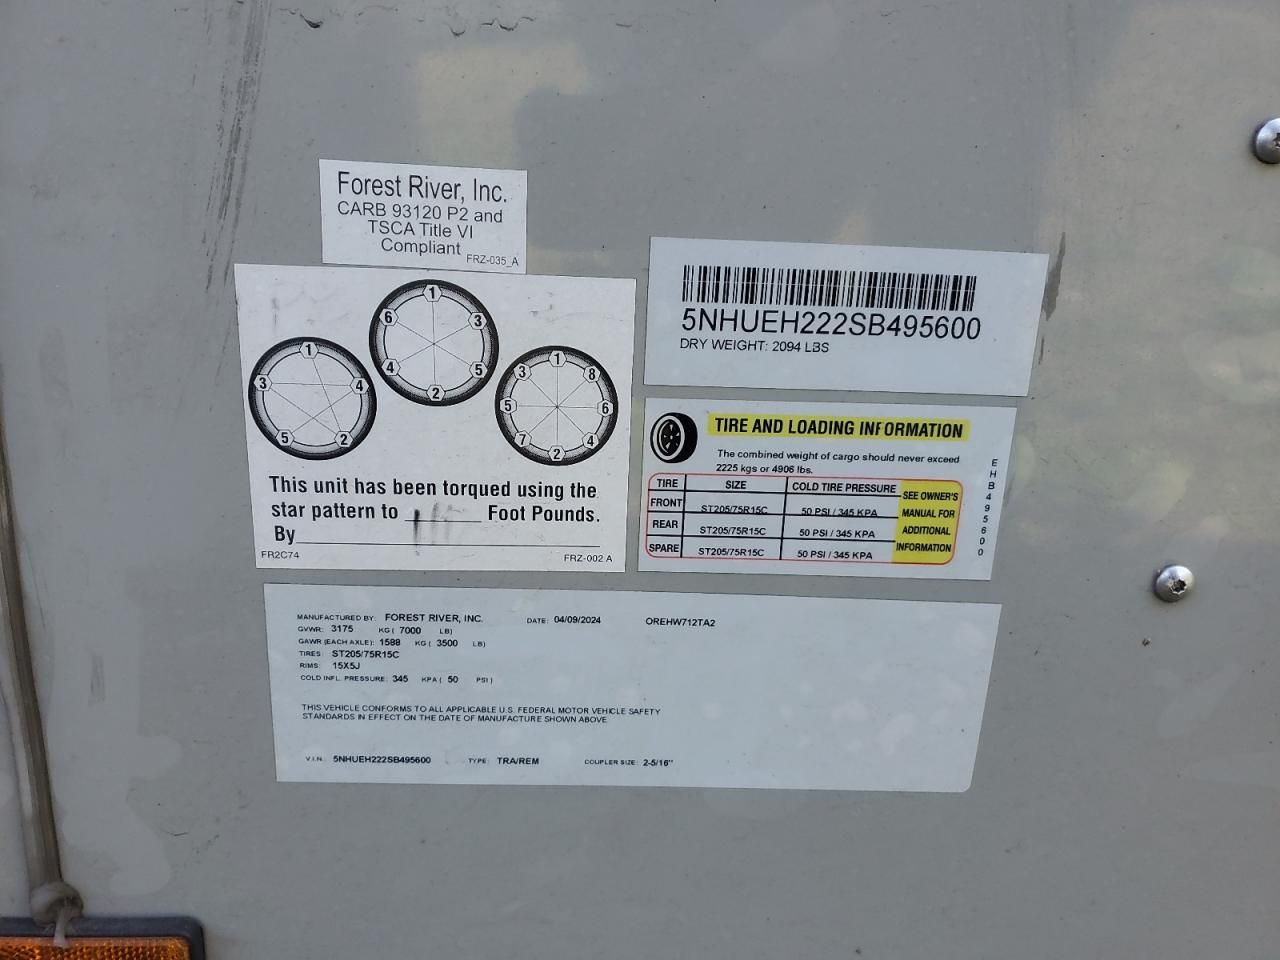 Forest River, Inc.
CARB 93120 P2 and
TSCA Title VI
Compliant
FRZ-035_A
1
6 3
4 5
2
1
3 4
5 2
1
3 8
5 6
7 4
2
This unit has been torqued using the
star pattern to Foot Pounds.
By
FR2C74 FRZ-002 A
5NHUEH222SB495600
DRY WEIGHT: 2094 LBS
TIRE AND LOADING INFORMATION
The combined weight of cargo should never exceed
2225 kgs or 4906 lbs.
TIRE SIZE COLD TIRE PRESSURE
FRONT ST205/75R15C 50 PSI / 345 KPA
REAR ST205/75R15C 50 PSI / 345 KPA
SPARE ST205/75R15C 50 PSI / 345 KPA
SEE OWNER'S
MANUAL FOR
ADDITIONAL
INFORMATION
EHB495600
MANUFACTURED BY: FOREST RIVER, INC. DATE: 04/09/2024 OREHW712TA2
GVWR: 3175 KG ( 7000 LB)
GAWR (EACH AXLE): 1588 KG ( 3500 LB)
TIRES: ST205/75R15C
RIMS: 15X5J
COLD INFL. PRESSURE: 345 KPA ( 50 PSI )
THIS VEHICLE CONFORMS TO ALL APPLICABLE U.S. FEDERAL MOTOR VEHICLE SAFETY
STANDARDS IN EFFECT ON THE DATE OF MANUFACTURE SHOWN ABOVE.
V.I.N.: 5NHUEH222SB495600 TYPE: TRA/REM COUPLER SIZE: 2-5/16"